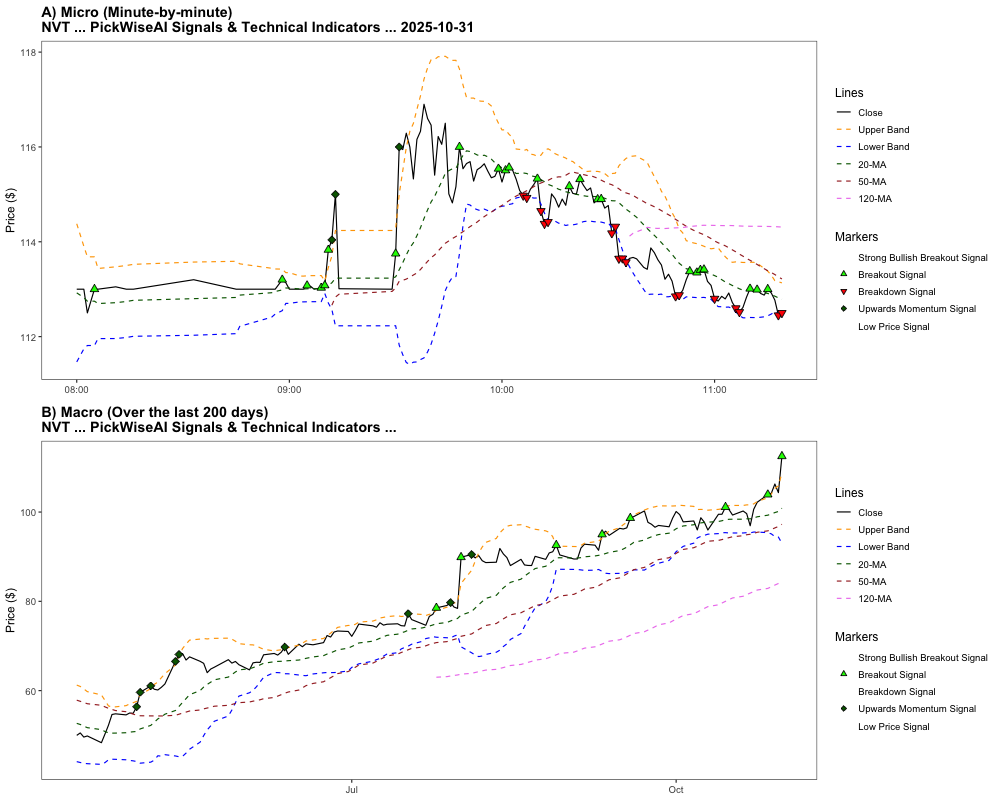 A) Micro (Minute-by-minute)
NVT ... PickWiseAI Signals & Technical Indicators ... 2025-10-31
118
116
114
112
Price ($)
08:00
09:00
10:00
11:00
Lines
Close
Upper Band
Lower Band
20-MA
50-MA
120-MA
Markers
Strong Bullish Breakout Signal
Breakout Signal
Breakdown Signal
Upwards Momentum Signal
Low Price Signal
B) Macro (Over the last 200 days)
NVT ... PickWiseAI Signals & Technical Indicators ...
100
80
60
Price ($)
Jul
Oct
Lines
Close
Upper Band
Lower Band
20-MA
50-MA
120-MA
Markers
Strong Bullish Breakout Signal
Breakout Signal
Breakdown Signal
Upwards Momentum Signal
Low Price Signal